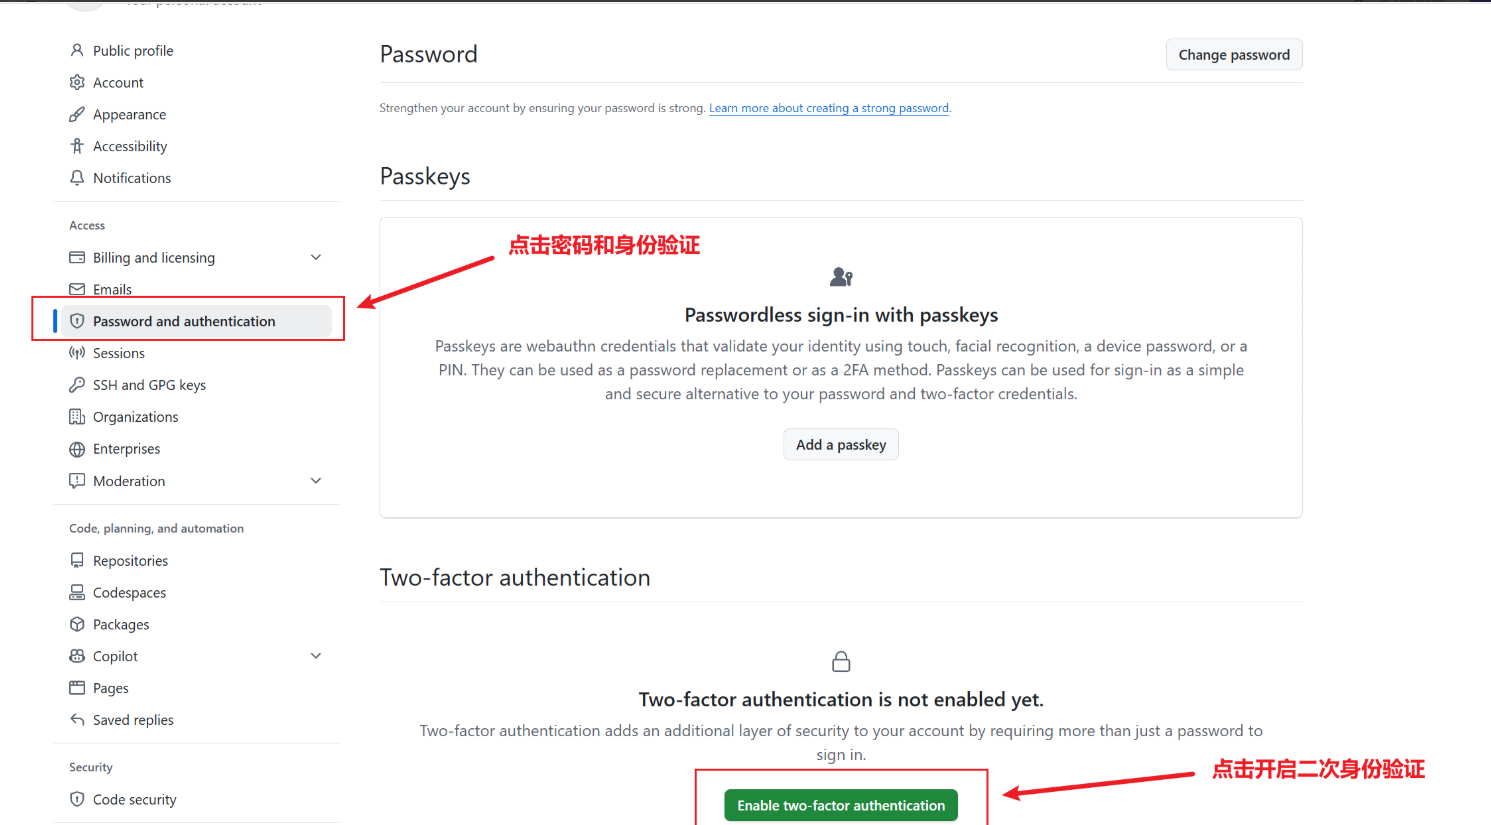 Your personal account
Public profile
Account
Appearance
Accessibility
Notifications
Access
Billing and licensing
Emails
Password and authentication
Sessions
SSH and GPG keys
Organizations
Enterprises
Moderation
Code, planning, and automation
Repositories
Codespaces
Packages
Copilot
Pages
Saved replies
Security
Code security
Password
Change password
Strengthen your account by ensuring your password is strong. Learn more about creating a strong password.
Passkeys
点击密码和身份验证
Passwordless sign-in with passkeys
Passkeys are webauthn credentials that validate your identity using touch, facial recognition, a device password, or a
PIN. They can be used as a password replacement or as a 2FA method. Passkeys can be used for sign-in as a simple
and secure alternative to your password and two-factor credentials.
Add a passkey
Two-factor authentication
Two-factor authentication is not enabled yet.
Two-factor authentication adds an additional layer of security to your account by requiring more than just a password to
sign in.
点击开启二次身份验证
Enable two-factor authentication